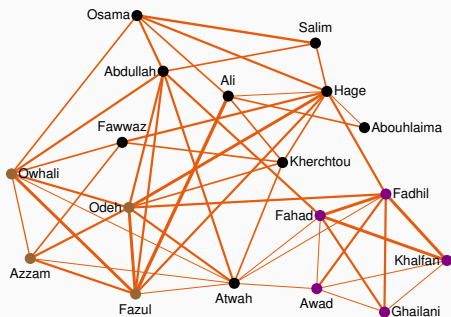 Osama
Salim
Abdullah
Ali
Hage
Abouhlaima
Fawwaz
Kherchtou
Owhali
Fadhil
Odeh
Fahad
Khalfan
Azzam
Fazul
Atwah
Awad
Ghailani